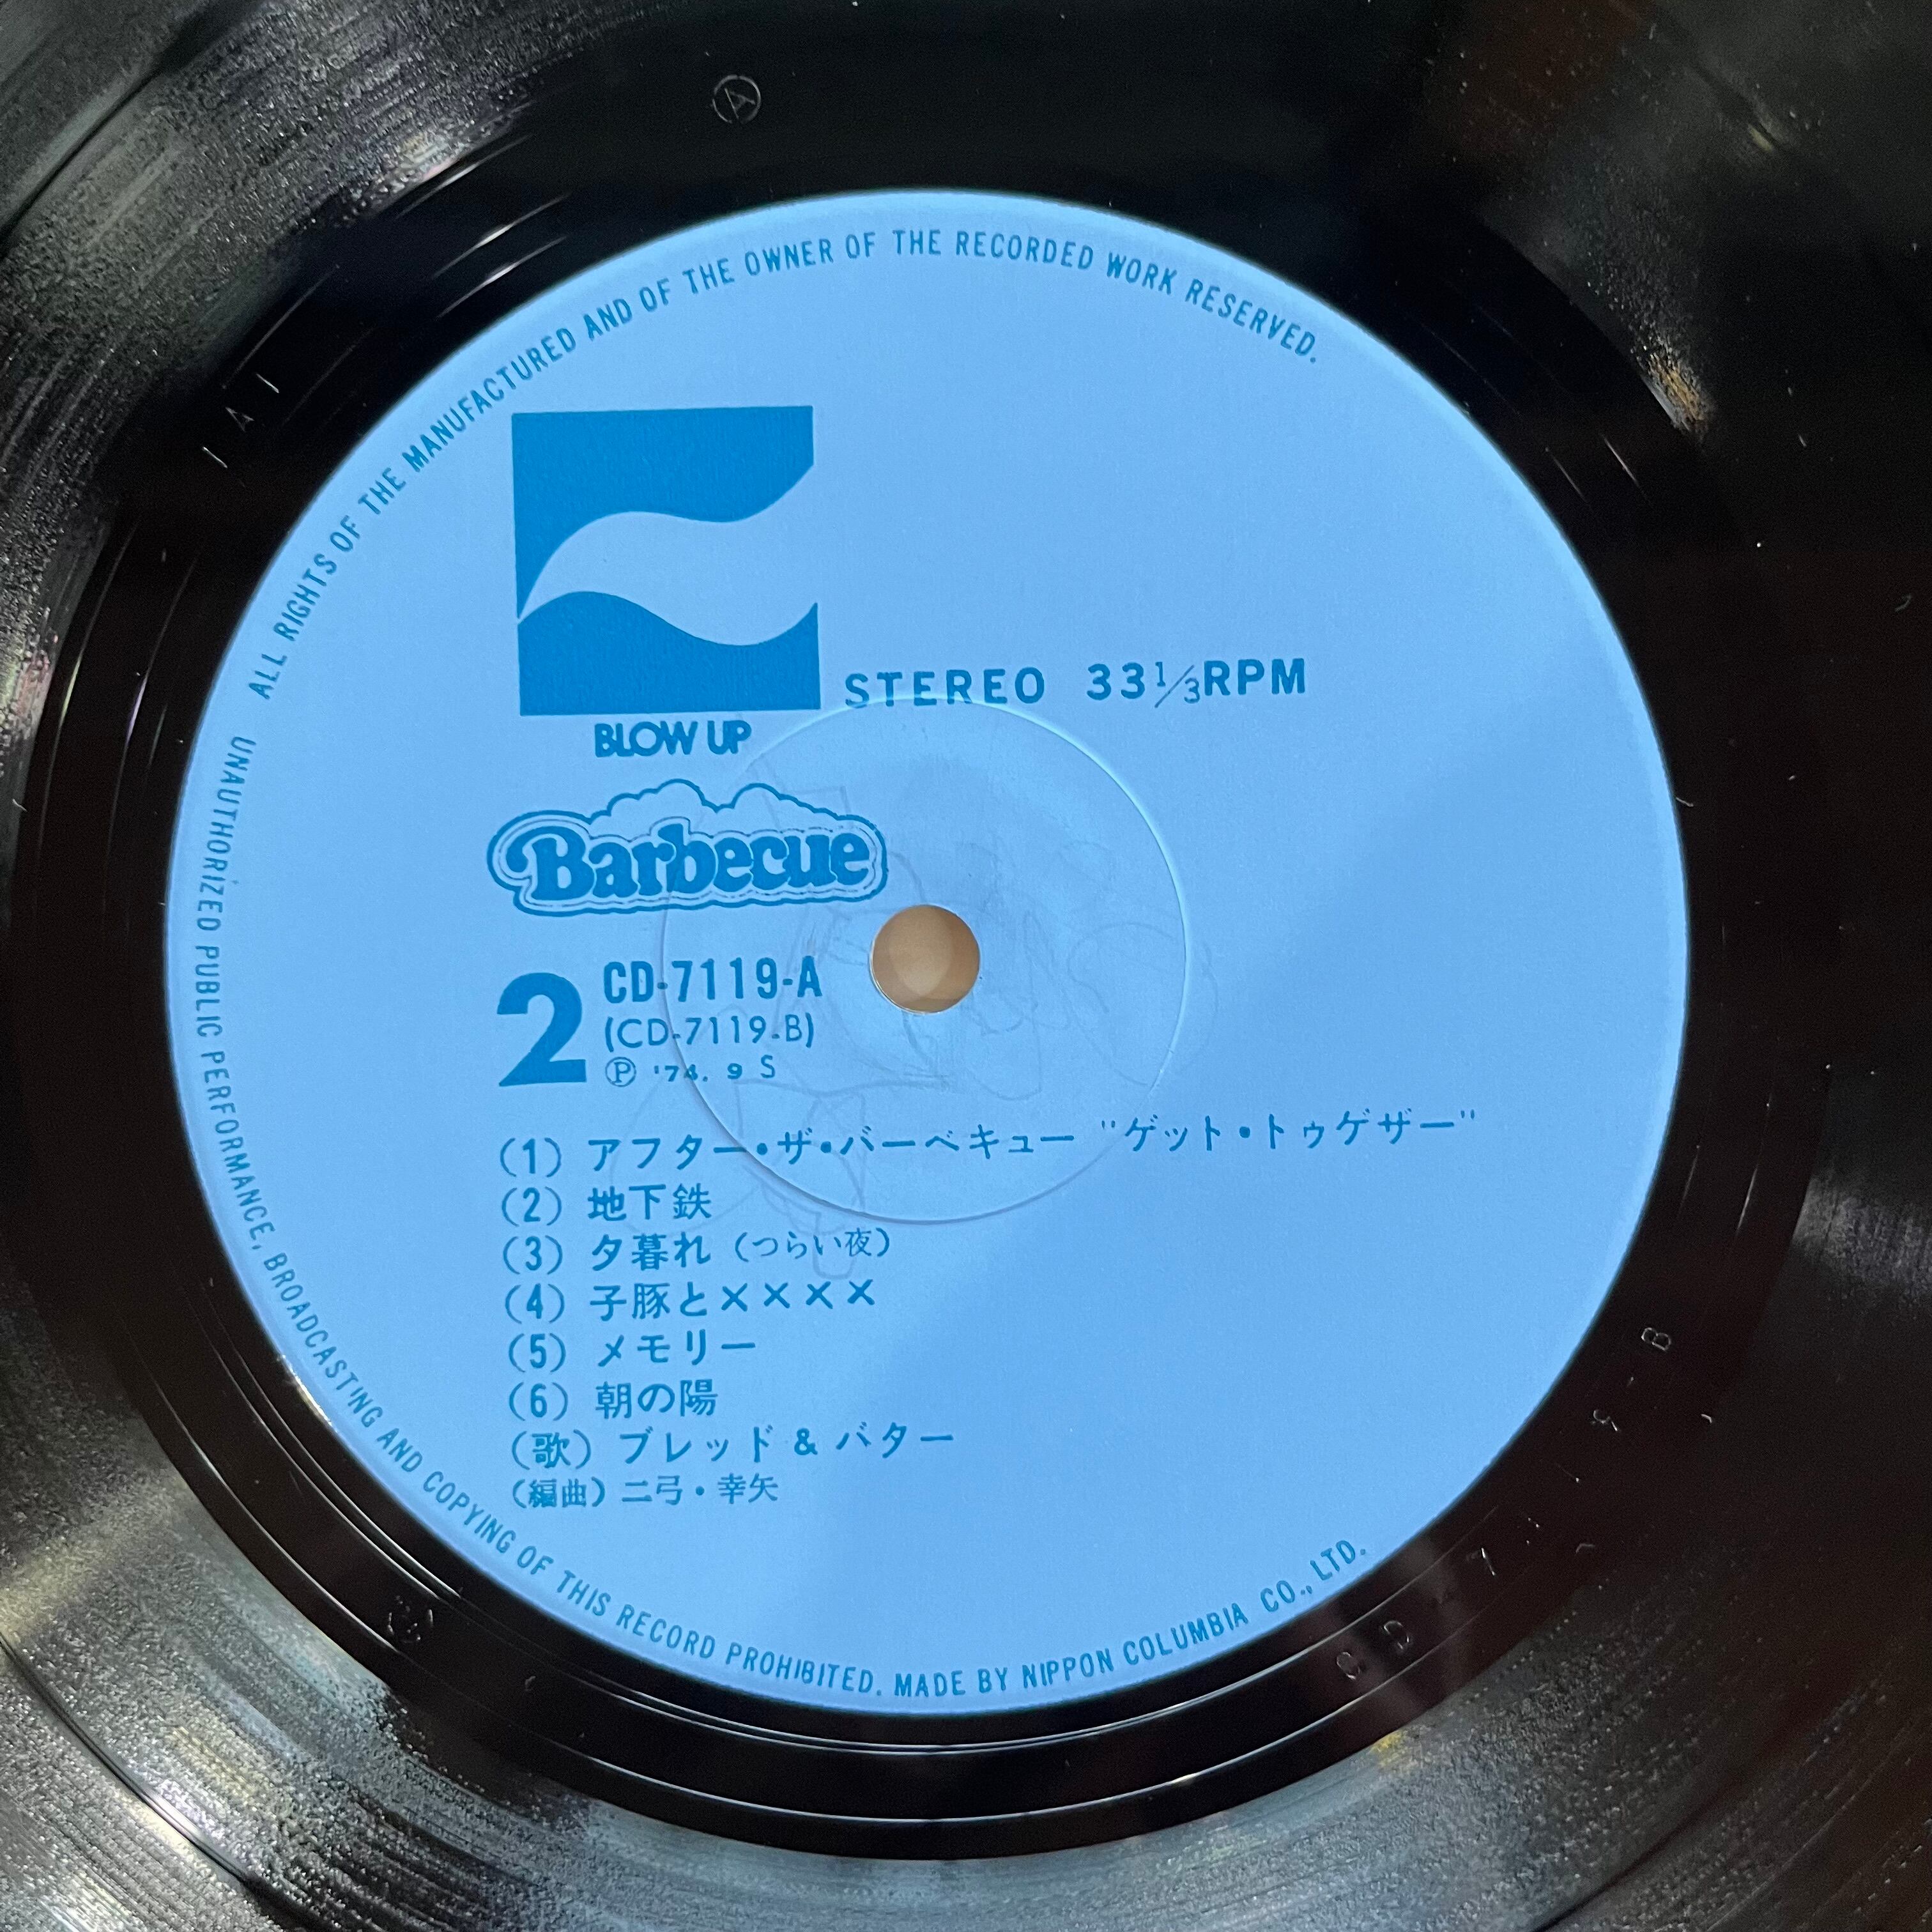 ALL RIGHTS OF THE MANUFACTURED AND OF THE OWNER OF THE RECORDED WORK RESERVED.
BLOW UP
STEREO 33 1/3 RPM
Barbecue
2
CD-7119-A
(CD-7119-B)
Ⓟ '74. 9 S
(1) アフター・ザ・バーベキュー "ゲット・トゥゲザー"
(2) 地下鉄
(3) 夕暮れ (つらい夜)
(4) 子豚と××××
(5) メモリー
(6) 朝の陽
(歌) ブレッド & バター
(編曲) 二弓・幸矢
UNAUTHORIZED PUBLIC PERFORMANCE, BROADCASTING AND COPYING OF THIS RECORD PROHIBITED. MADE BY NIPPON COLUMBIA CO., LTD.